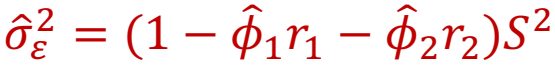 σ̂²_ε = (1 − ϕ̂₁r₁ − ϕ̂₂r₂)S²